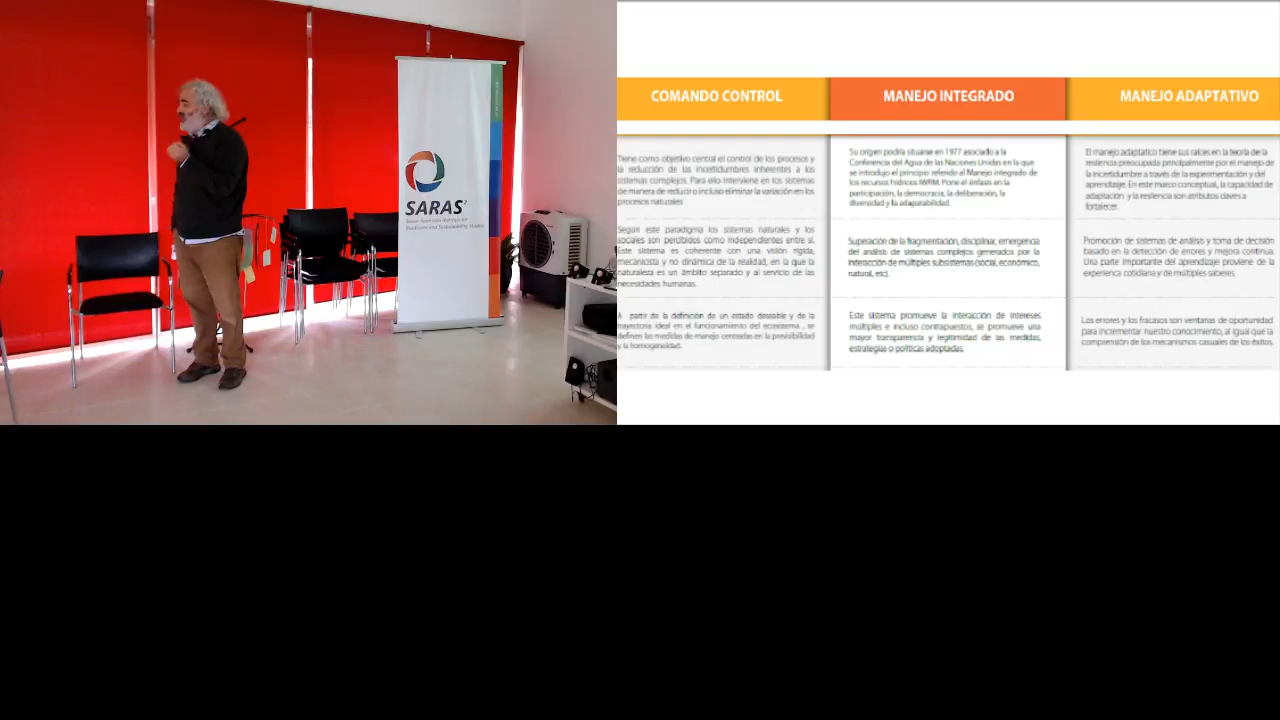 SARAS²
South American Institute for
Resilience and Sustainability Studies
COMANDO CONTROL
Tiene como objetivo central el control de los procesos y
la reducción de las incertidumbres inherentes a los
sistemas complejos. Para ello interviene en los sistemas
de manera de reducir o incluso eliminar la variación en los
procesos naturales
Según este paradigma los sistemas naturales y los
sociales son percibidos como independientes entre si.
Este sistema es coherente con una visión rígida,
mecanicista y no dinámica de la realidad, en la que la
naturaleza es un ámbito separado y al servicio de las
necesidades humanas.
A partir de la definición de un estado deseable y de la
trayectoria ideal en el funcionamiento del ecosistema , se
definen las medidas de manejo centradas en la previsibilidad
y la homogeneidad.
MANEJO INTEGRADO
Su origen podría situarse en 1977 asociado a la
Conferencia del Agua de las Naciones Unidas en la que
se introdujo el principio referido al Manejo integrado de
los recursos hídricos IWRM. Pone el énfasis en la
participación, la democracia, la deliberación, la
diversidad y la adapatabilidad.
Superación de la fragmentación, disciplinar, emergencia
del análisis de sistemas complejos generados por la
interacción de múltiples subsistemas (social, económico,
natural, etc).
Este sistema promueve la interacción de intereses
múltiples e incluso contrapuestos, se promueve una
mayor transparencia y legitimidad de las medidas,
estrategias o políticas adoptadas.
MANEJO ADAPTATIVO
El manejo adaptatico tiene sus raíces en la teoría de la
resiliencia preocupada principalmente por el manejo de
la incertidumbre a través de la experimentación y del
aprendizaje. En este marco conceptual, la capacidad de
adaptación y la resiliencia son atributos claves a
fortalecer.
Promoción de sistemas de análisis y toma de decisión
basado en la detección de errores y mejora continua.
Una parte importante del aprendizaje proviene de la
experiencia cotidiana y de múltiples saberes.
Los errores y los fracasos son ventanas de oportunidad
para incrementar nuestro conocimiento, al igual que la
comprensión de los mecanismos casuales de los éxitos.